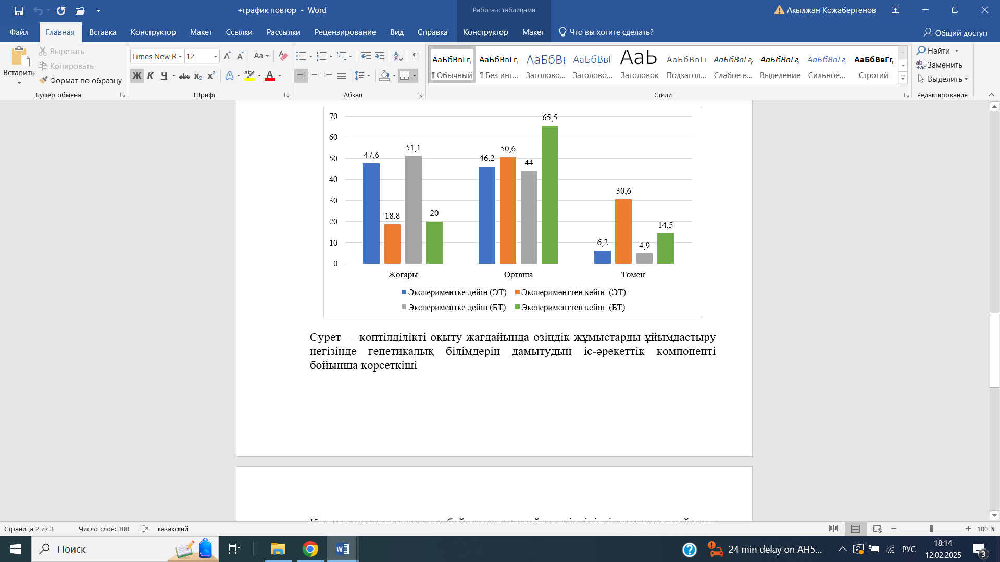 +график повтор - Word
Работа с таблицами
Акылжан Кожабергенов
Файл Главная Вставка Конструктор Макет Ссылки Рассылки Рецензирование Вид Справка Конструктор Макет Что вы хотите сделать? Общий доступ
Вставить
Вырезать
Копировать
Формат по образцу
Буфер обмена
Times New R 12
Aa
Ж К Ч abc x₂ x²
Шрифт
Абзац
АаБбВвГг, АаБбВвГг, АаБбВв АаБбВвГ АаЬ АаБбВвГг АаБбВвГг, АаБбВвГг, АаБбВвГг, АаБбВвГг,
¶ Обычный ¶ Без инт... Заголово... Заголово... Заголовок Подзагол... Слабое в... Выделение Сильное... Строгий
Стили
Найти
Заменить
Выделить
Редактирование
70
60
50
40
30
20
10
0
47,6 18,8 51,1 20
46,2 50,6 44 65,5
6,2 30,6 4,9 14,5
Жоғары Орташа Төмен
Экспериментке дейін (ЭТ) Эксперименттен кейін (ЭТ)
Экспериментке дейін (БТ) Эксперименттен кейін (БТ)
Сурет – көптілділікті оқыту жағдайында өзіндік жұмыстарды ұйымдастыру
негізінде генетикалық білімдерін дамытудың іс-әрекеттік компоненті
бойынша көрсеткіші
Страница 2 из 3 Число слов: 300 казахский 100 %
Поиск
24 min delay on AH5...
РУС
18:14
12.02.2025
3